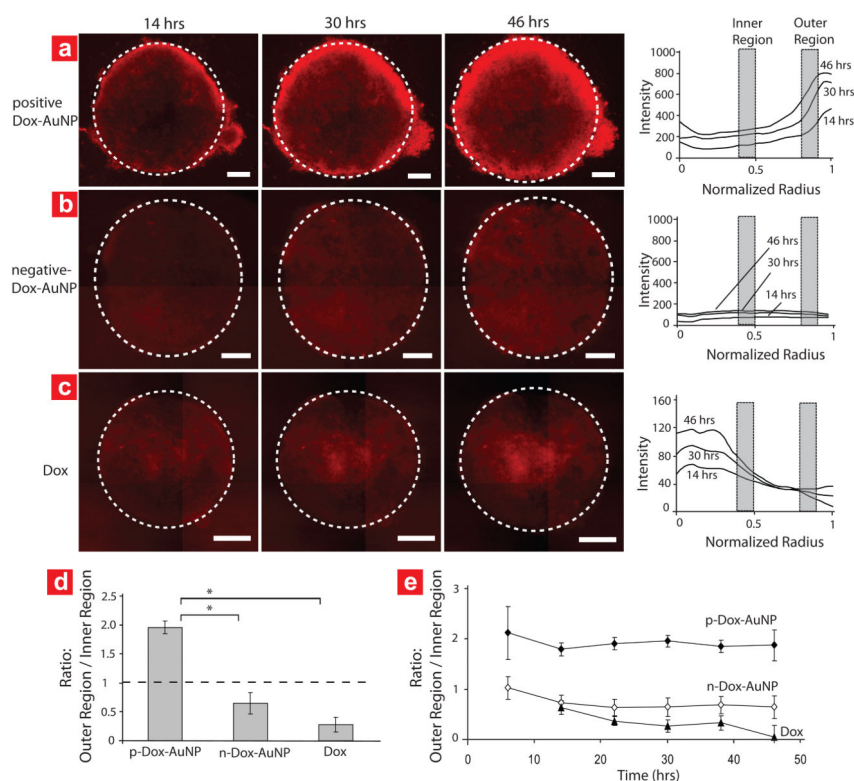 14 hrs 30 hrs 46 hrs
a
positive
Dox-AuNP
Inner
Region
Outer
Region
Intensity
1000
800
600
400
200
0
46 hrs
30 hrs
14 hrs
0 0.5 1
Normalized Radius
b
negative-
Dox-AuNP
Intensity
1000
800
600
400
200
0
46 hrs
30 hrs
14 hrs
0 0.5 1
Normalized Radius
c
Dox
Intensity
160
120
80
40
0
46 hrs
30 hrs
14 hrs
0 0.5 1
Normalized Radius
d
Ratio:
Outer Region / Inner Region
2.5
2.0
1.5
1
0.5
0
*
*
p-Dox-AuNP n-Dox-AuNP Dox
e
Ratio:
Outer Region / Inner Region
3
2
1
0
p-Dox-AuNP
n-Dox-AuNP
Dox
0 10 20 30 40 50
Time (hrs)